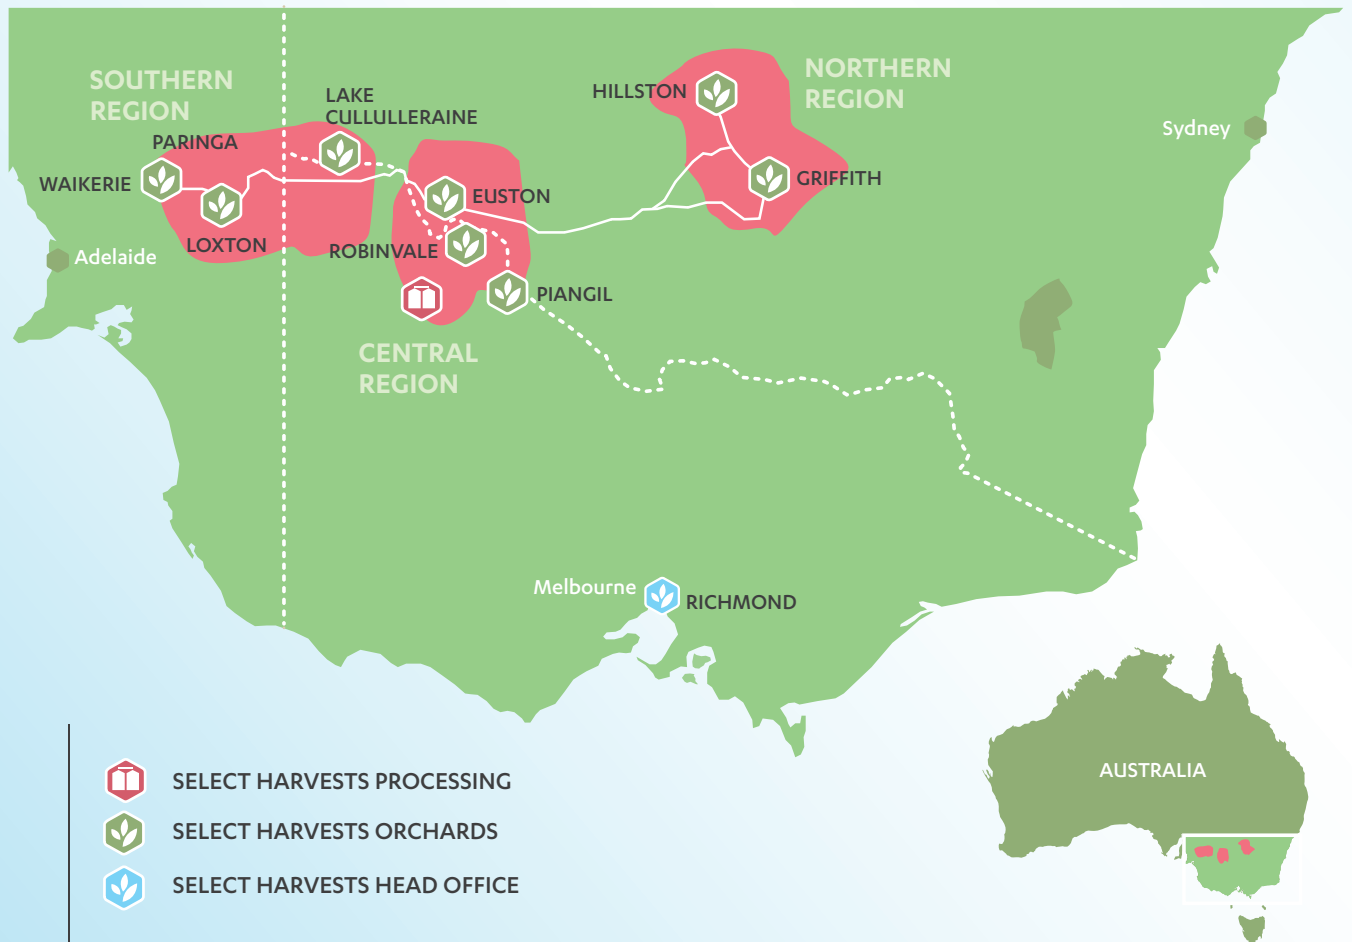 SOUTHERN
REGION
LAKE
CULLULLERAINE
PARINGA
WAIKERIE
LOXTON
Adelaide
HILLSTON
NORTHERN
REGION
Sydney
GRIFFITH
EUSTON
ROBINVALE
PIANGIL
CENTRAL
REGION
Melbourne
RICHMOND
AUSTRALIA
SELECT HARVESTS PROCESSING
SELECT HARVESTS ORCHARDS
SELECT HARVESTS HEAD OFFICE